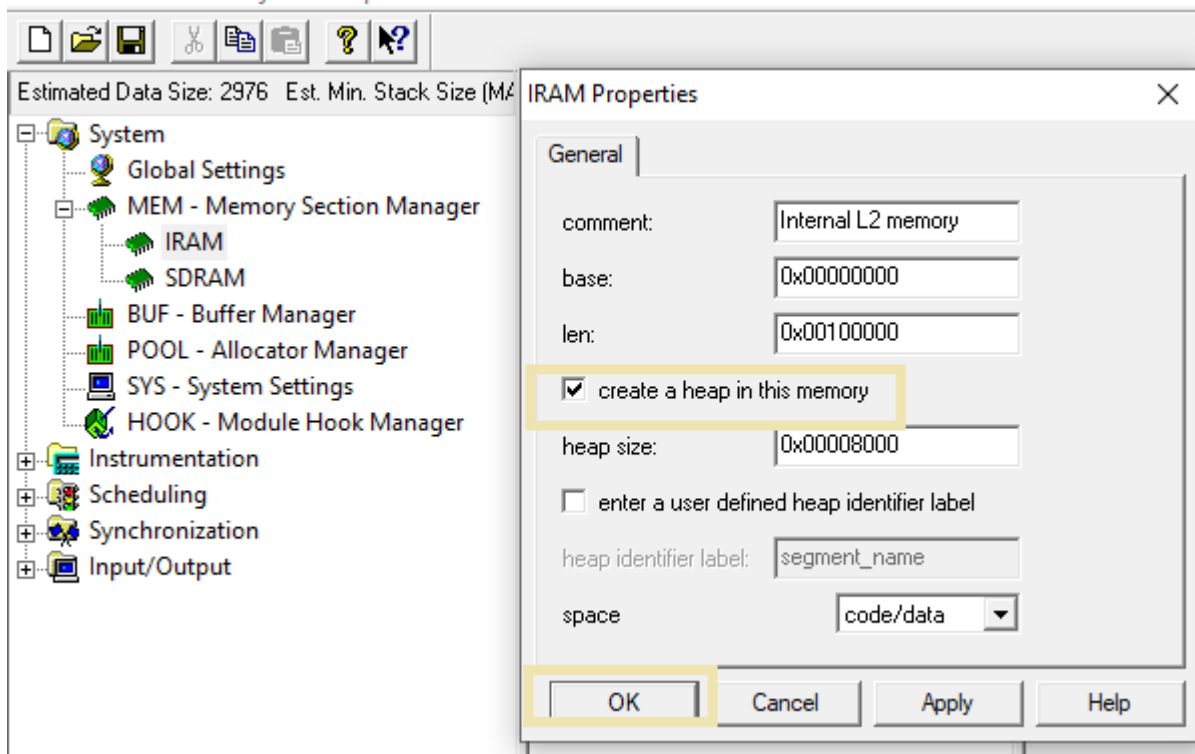 Estimated Data Size: 2976 Est. Min. Stack Size (MA
System
Global Settings
MEM - Memory Section Manager
IRAM
SDRAM
BUF - Buffer Manager
POOL - Allocator Manager
SYS - System Settings
HOOK - Module Hook Manager
Instrumentation
Scheduling
Synchronization
Input/Output
IRAM Properties
General
comment: Internal L2 memory
base: 0x00000000
len: 0x00100000
create a heap in this memory
heap size: 0x00008000
enter a user defined heap identifier label
heap identifier label: segment_name
space code/data
OK Cancel Apply Help